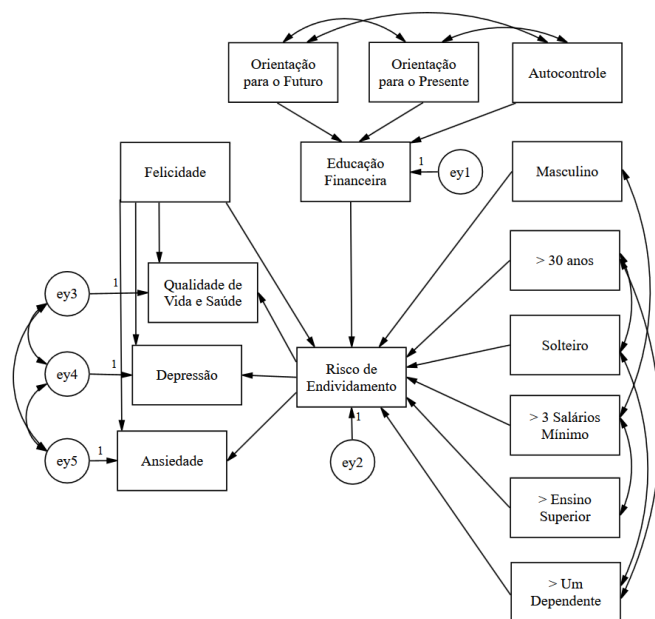 Orientação
para o Futuro
Orientação
para o Presente
Autocontrole
Felicidade
Educação
Financeira
1
ey1
Masculino
ey3
1
Qualidade de
Vida e Saúde
> 30 anos
ey4
1
Depressão
Risco de
Endividamento
Solteiro
ey5
1
Ansiedade
1
ey2
> 3 Salários
Mínimo
> Ensino
Superior
> Um
Dependente